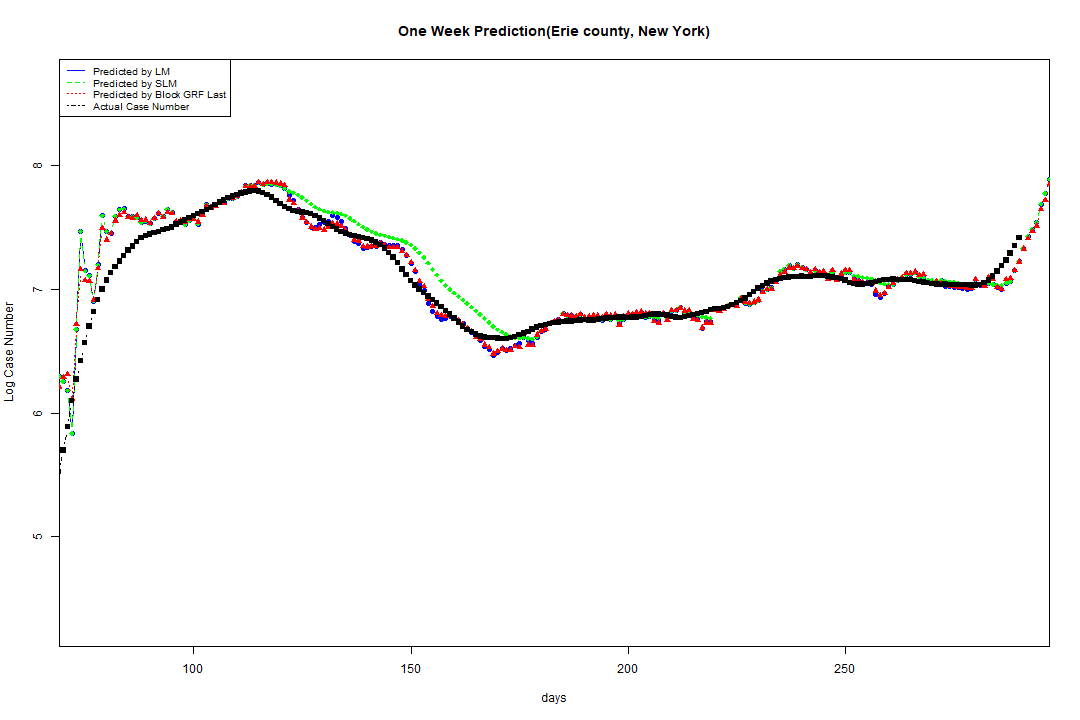 One Week Prediction(Erie county, New York)
Predicted by LM
Predicted by SLM
Predicted by Block GRF Last
Actual Case Number
8
7
6
5
Log Case Number
100
150
200
250
days